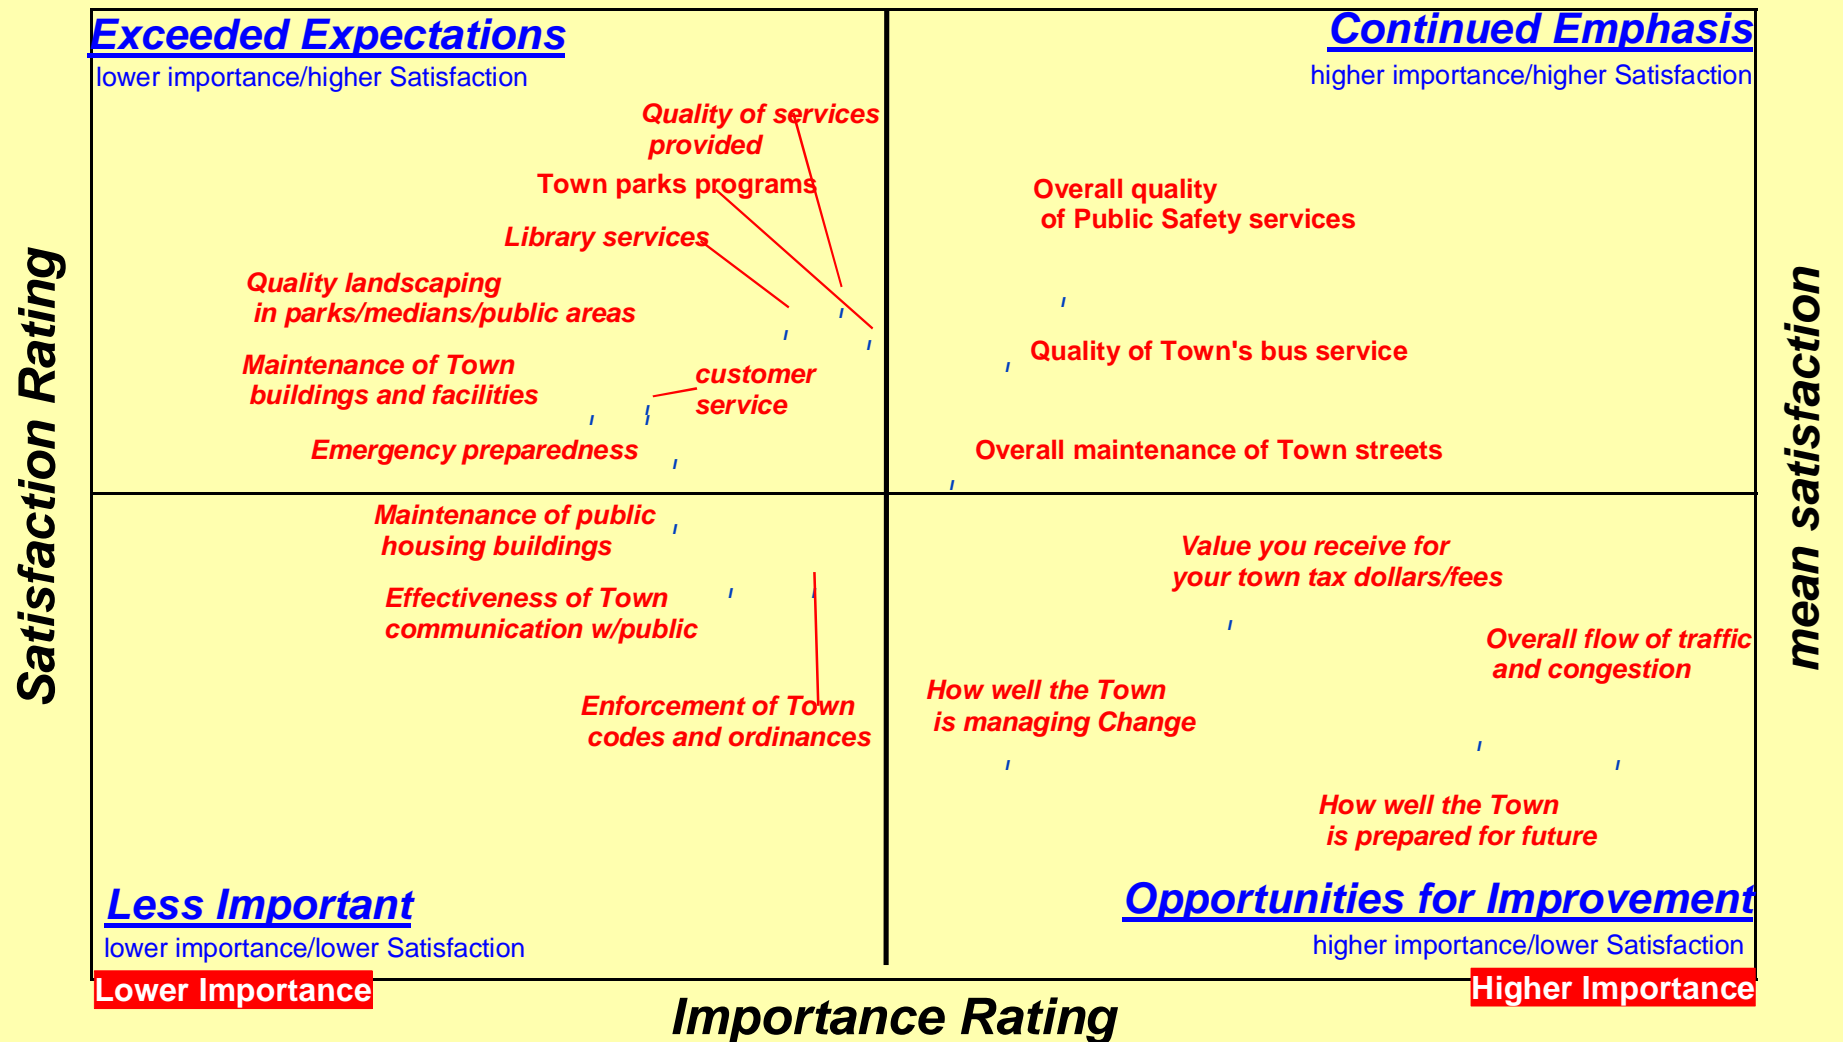 Exceeded Expectations
lower importance/higher Satisfaction
Continued Emphasis
higher importance/higher Satisfaction
Quality of services
provided
Town parks programs
Library services
Quality landscaping
in parks/medians/public areas
Maintenance of Town
buildings and facilities
customer
service
Emergency preparedness
Overall quality
of Public Safety services
Quality of Town's bus service
Overall maintenance of Town streets
Satisfaction Rating
mean satisfaction
Maintenance of public
housing buildings
Effectiveness of Town
communication w/public
Enforcement of Town
codes and ordinances
Value you receive for
your town tax dollars/fees
Overall flow of traffic
and congestion
How well the Town
is managing Change
How well the Town
is prepared for future
Less Important
lower importance/lower Satisfaction
Opportunities for Improvement
higher importance/lower Satisfaction
Lower Importance
Higher Importance
Importance Rating